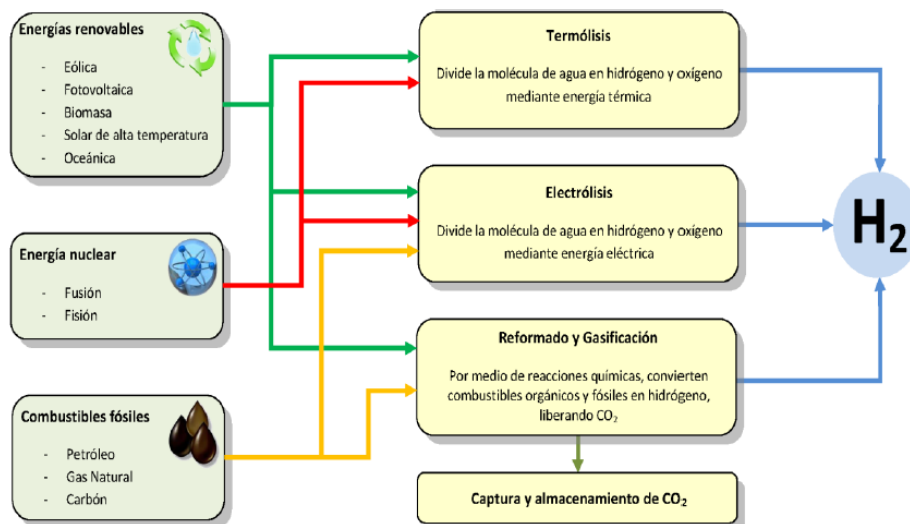 Energías renovables
- Eólica
- Fotovoltaica
- Biomasa
- Solar de alta temperatura
- Oceánica
Energía nuclear
- Fusión
- Fisión
Combustibles fósiles
- Petróleo
- Gas Natural
- Carbón
Termólisis
Divide la molécula de agua en hidrógeno y oxígeno
mediante energía térmica
Electrólisis
Divide la molécula de agua en hidrógeno y oxígeno
mediante energía eléctrica
Reformado y Gasificación
Por medio de reacciones químicas, convierten
combustibles orgánicos y fósiles en hidrógeno,
liberando CO₂
Captura y almacenamiento de CO₂
H₂